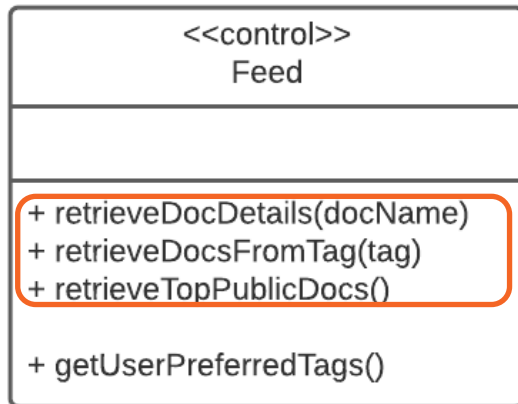 <<control>>
Feed
+ retrieveDocDetails(docName)
+ retrieveDocsFromTag(tag)
+ retrieveTopPublicDocs()
+ getUserPreferredTags()